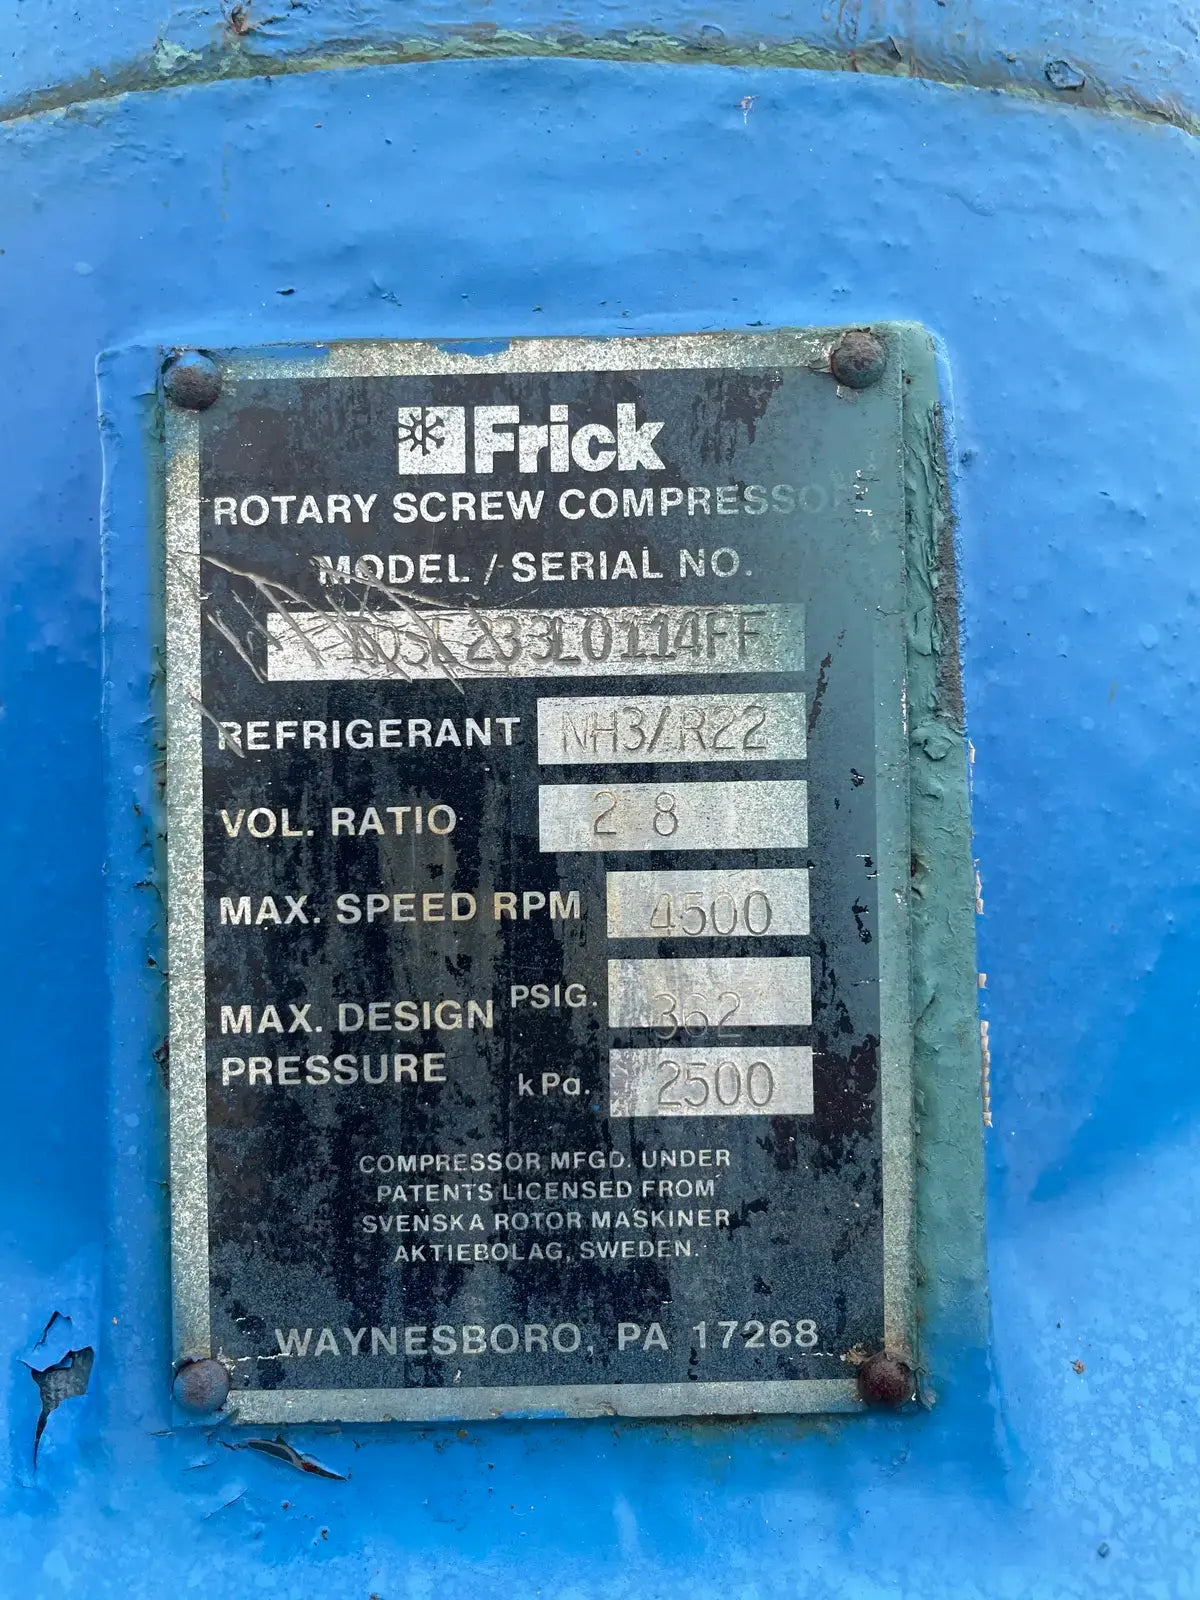 Frick
ROTARY SCREW COMPRESSOR
MODEL / SERIAL NO.
REFRIGERANT NH3/R22
VOL. RATIO 2 8
MAX. SPEED RPM 4500
MAX. DESIGN PRESSURE PSIG. 362
kPa. 2500
COMPRESSOR MFGD. UNDER
PATENTS LICENSED FROM
SVENSKA ROTOR MASKINER
AKTIEBOLAG, SWEDEN.
WAYNESBORO, PA 17268